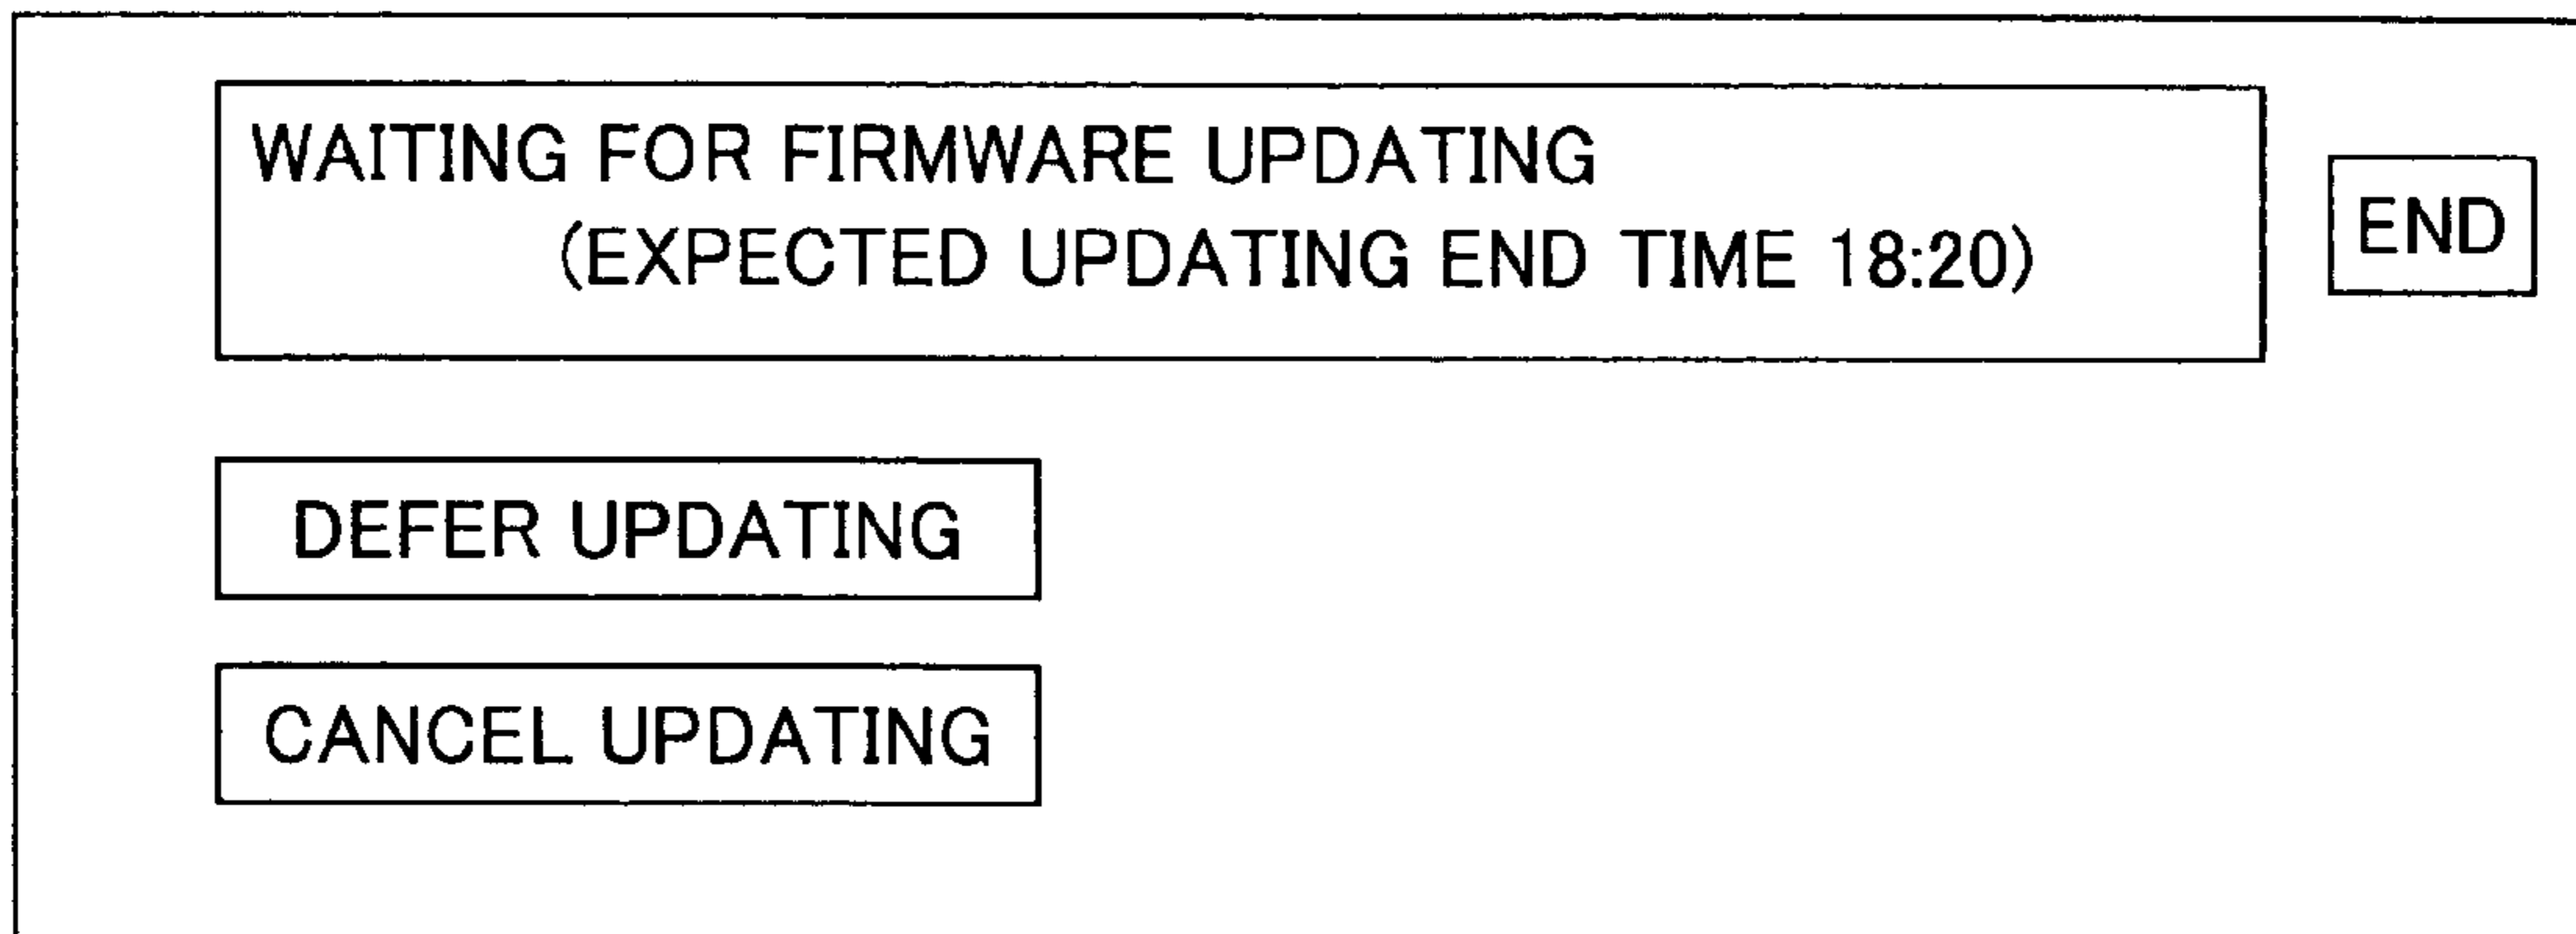 WAITING FOR FIRMWARE UPDATING
(EXPECTED UPDATING END TIME 18:20)
END
DEFER UPDATING
CANCEL UPDATING